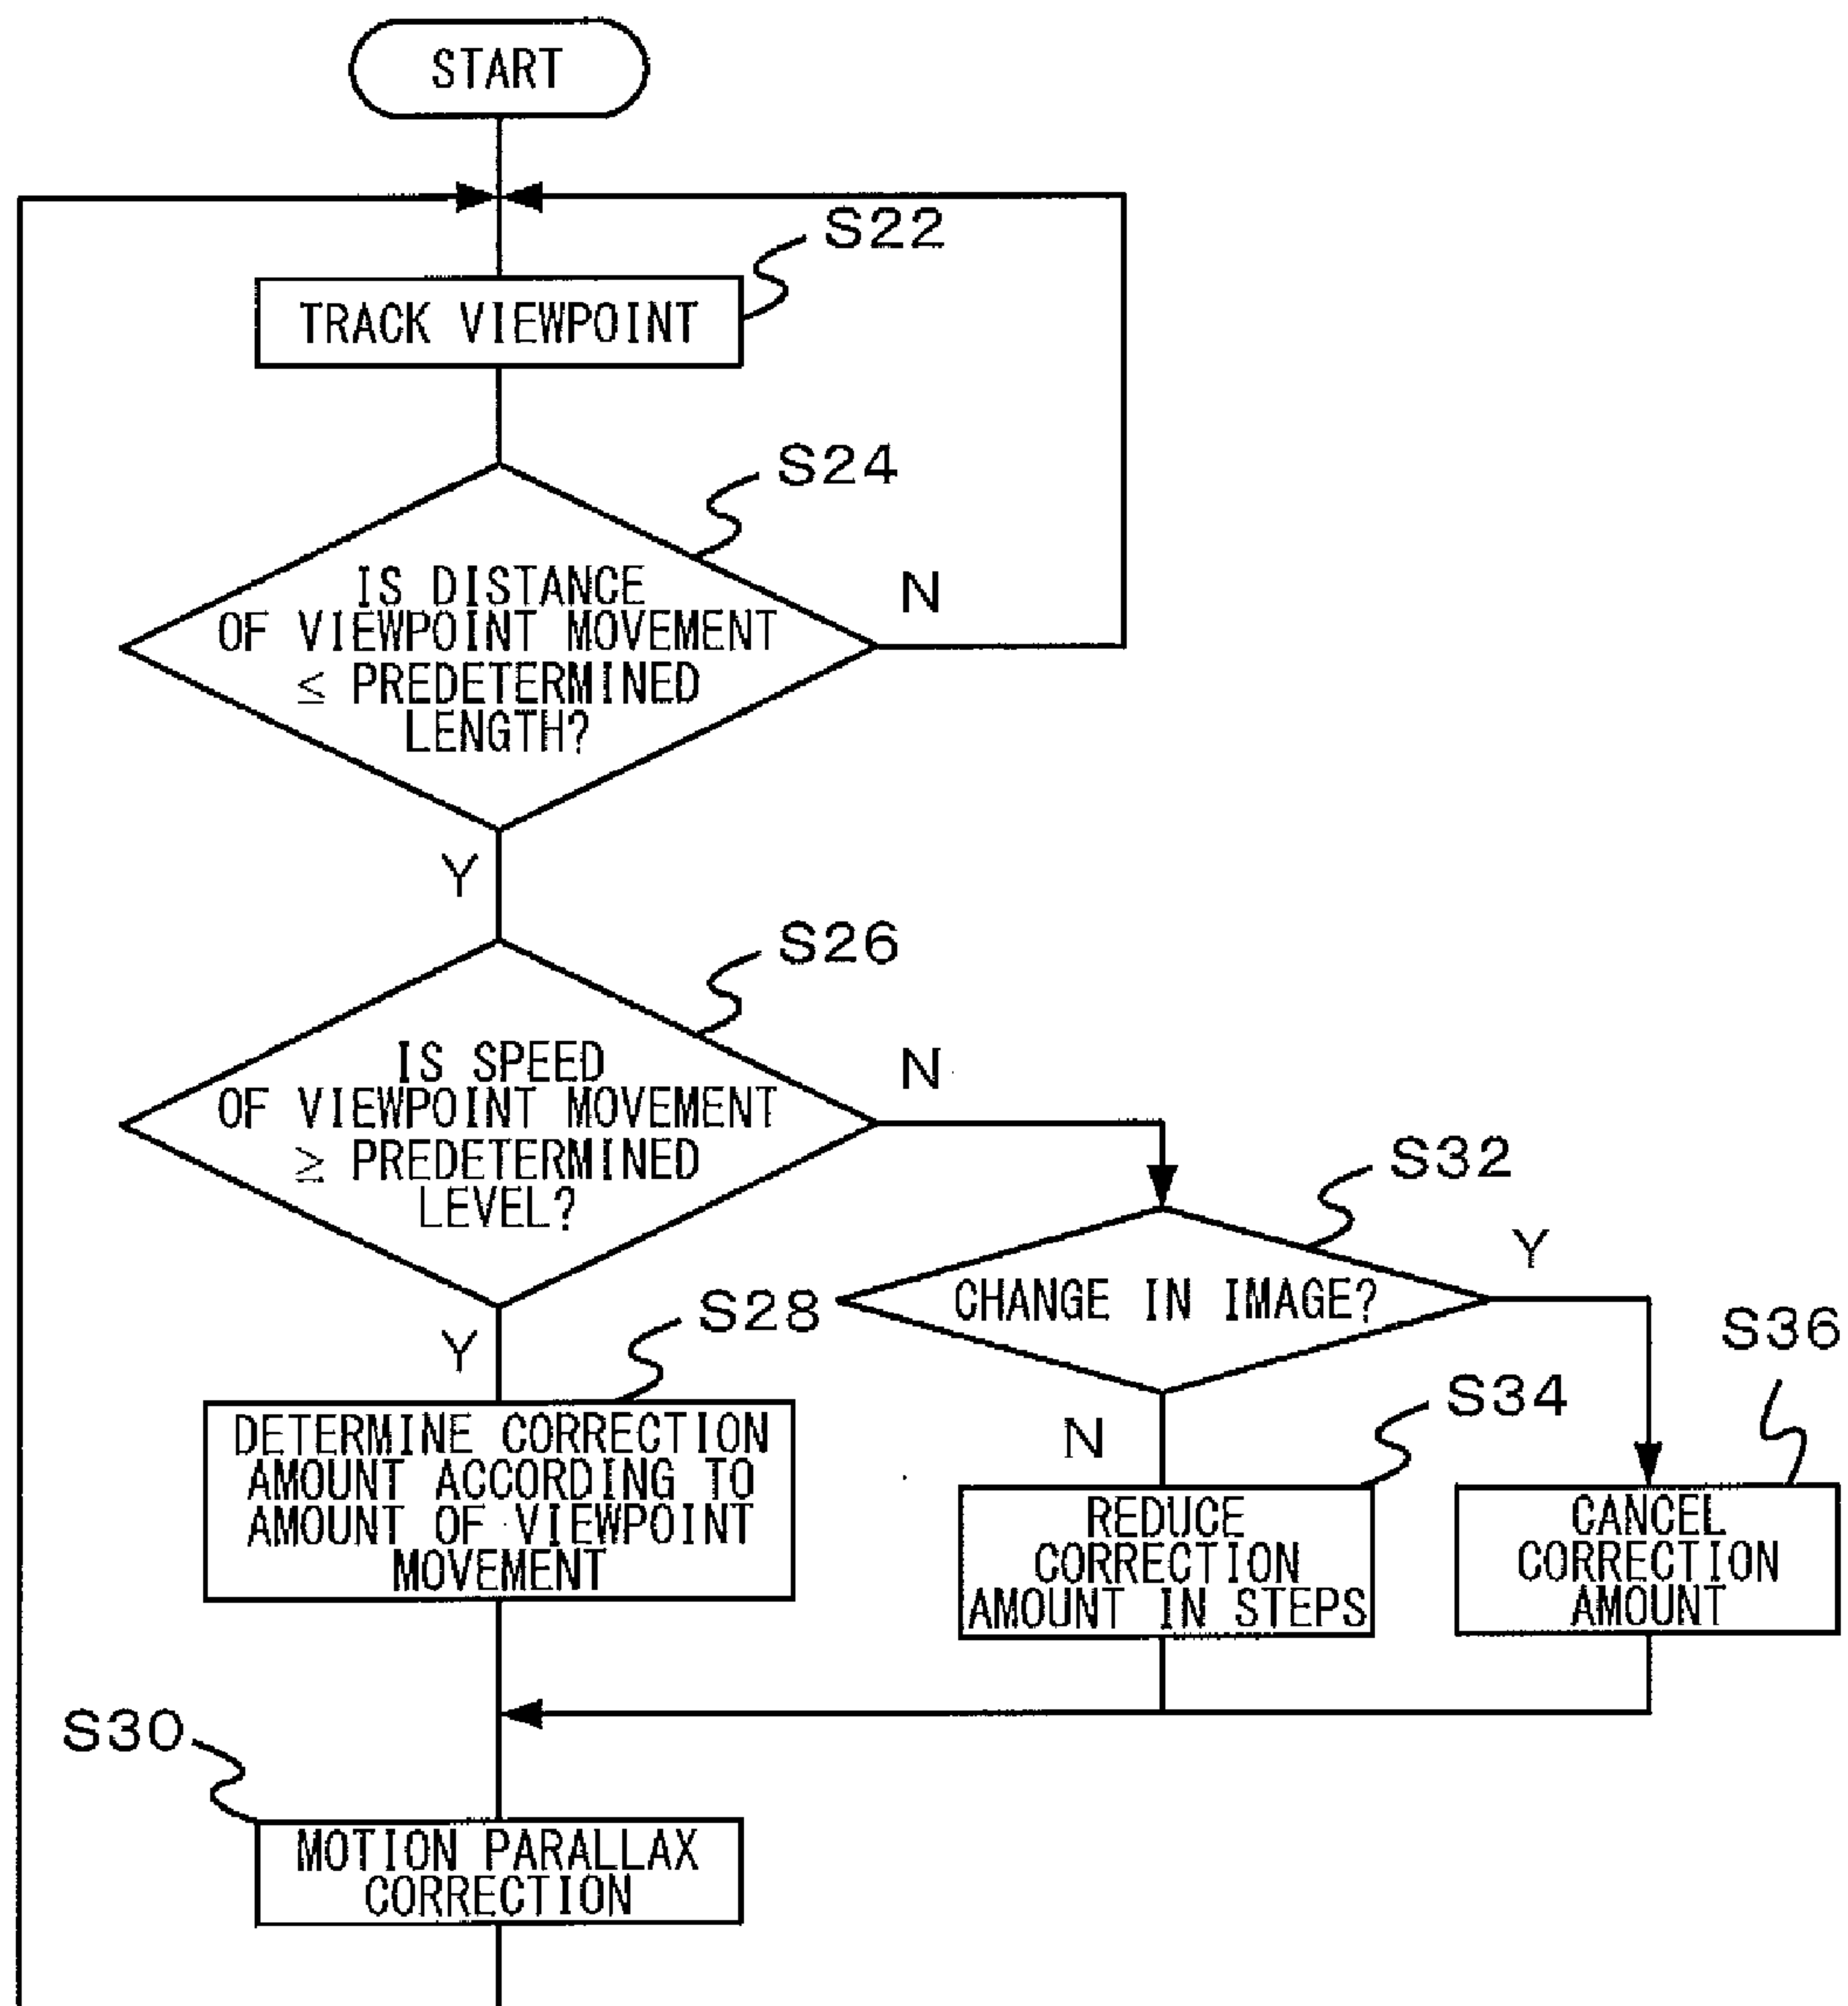 START
S22
TRACK VIEWPOINT
S24
IS DISTANCE
OF VIEWPOINT MOVEMENT
≤ PREDETERMINED
LENGTH?
N
Y
S26
IS SPEED
OF VIEWPOINT MOVEMENT
≥ PREDETERMINED
LEVEL?
N
Y
S32
CHANGE IN IMAGE?
Y
N
S28
DETERMINE CORRECTION
AMOUNT ACCORDING TO
AMOUNT OF VIEWPOINT
MOVEMENT
S34
REDUCE
CORRECTION
AMOUNT IN STEPS
S36
CANCEL
CORRECTION
AMOUNT
S30
MOTION PARALLAX
CORRECTION